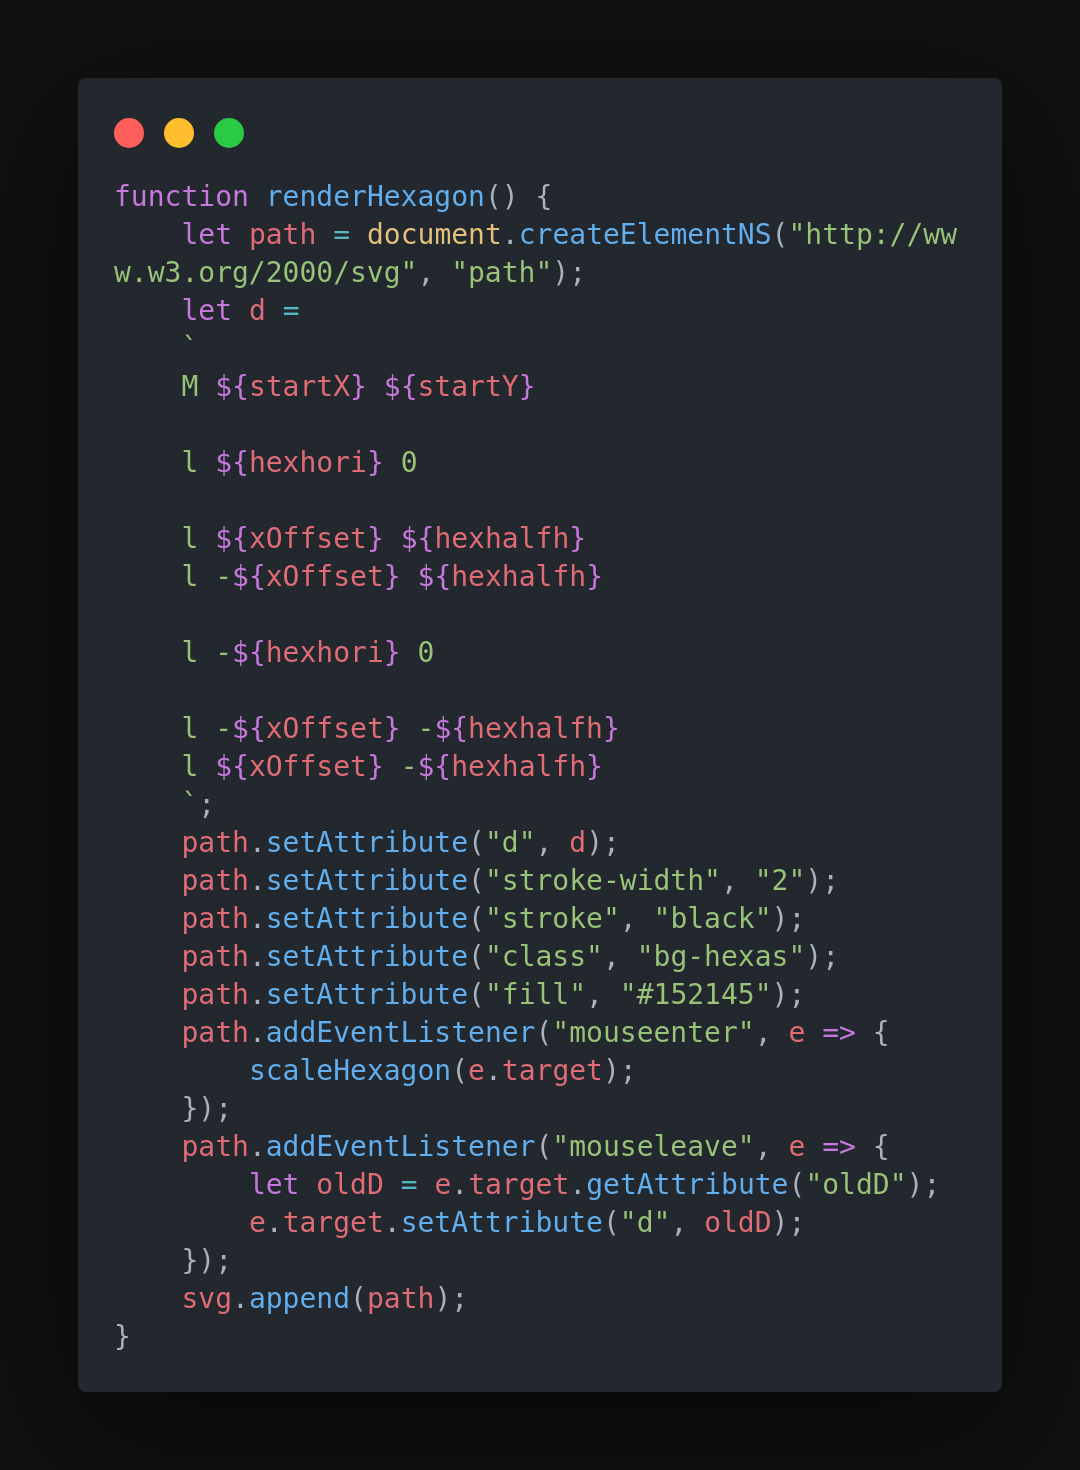 function renderHexagon() {
    let path = document.createElementNS("http://ww
w.w3.org/2000/svg", "path");
    let d =
    `
    M ${startX} ${startY}

    l ${hexhori} 0

    l ${xOffset} ${hexhalfh}
    l -${xOffset} ${hexhalfh}

    l -${hexhori} 0

    l -${xOffset} -${hexhalfh}
    l ${xOffset} -${hexhalfh}
    `;
    path.setAttribute("d", d);
    path.setAttribute("stroke-width", "2");
    path.setAttribute("stroke", "black");
    path.setAttribute("class", "bg-hexas");
    path.setAttribute("fill", "#152145");
    path.addEventListener("mouseenter", e => {
        scaleHexagon(e.target);
    });
    path.addEventListener("mouseleave", e => {
        let oldD = e.target.getAttribute("oldD");
        e.target.setAttribute("d", oldD);
    });
    svg.append(path);
}